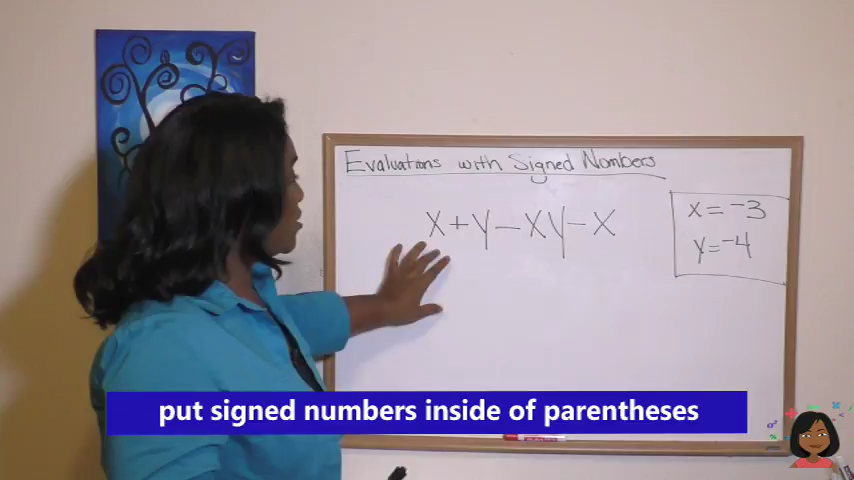 Evaluations with Signed Numbers
X+Y-XY-X
x=-3
y=-4
put signed numbers inside of parentheses